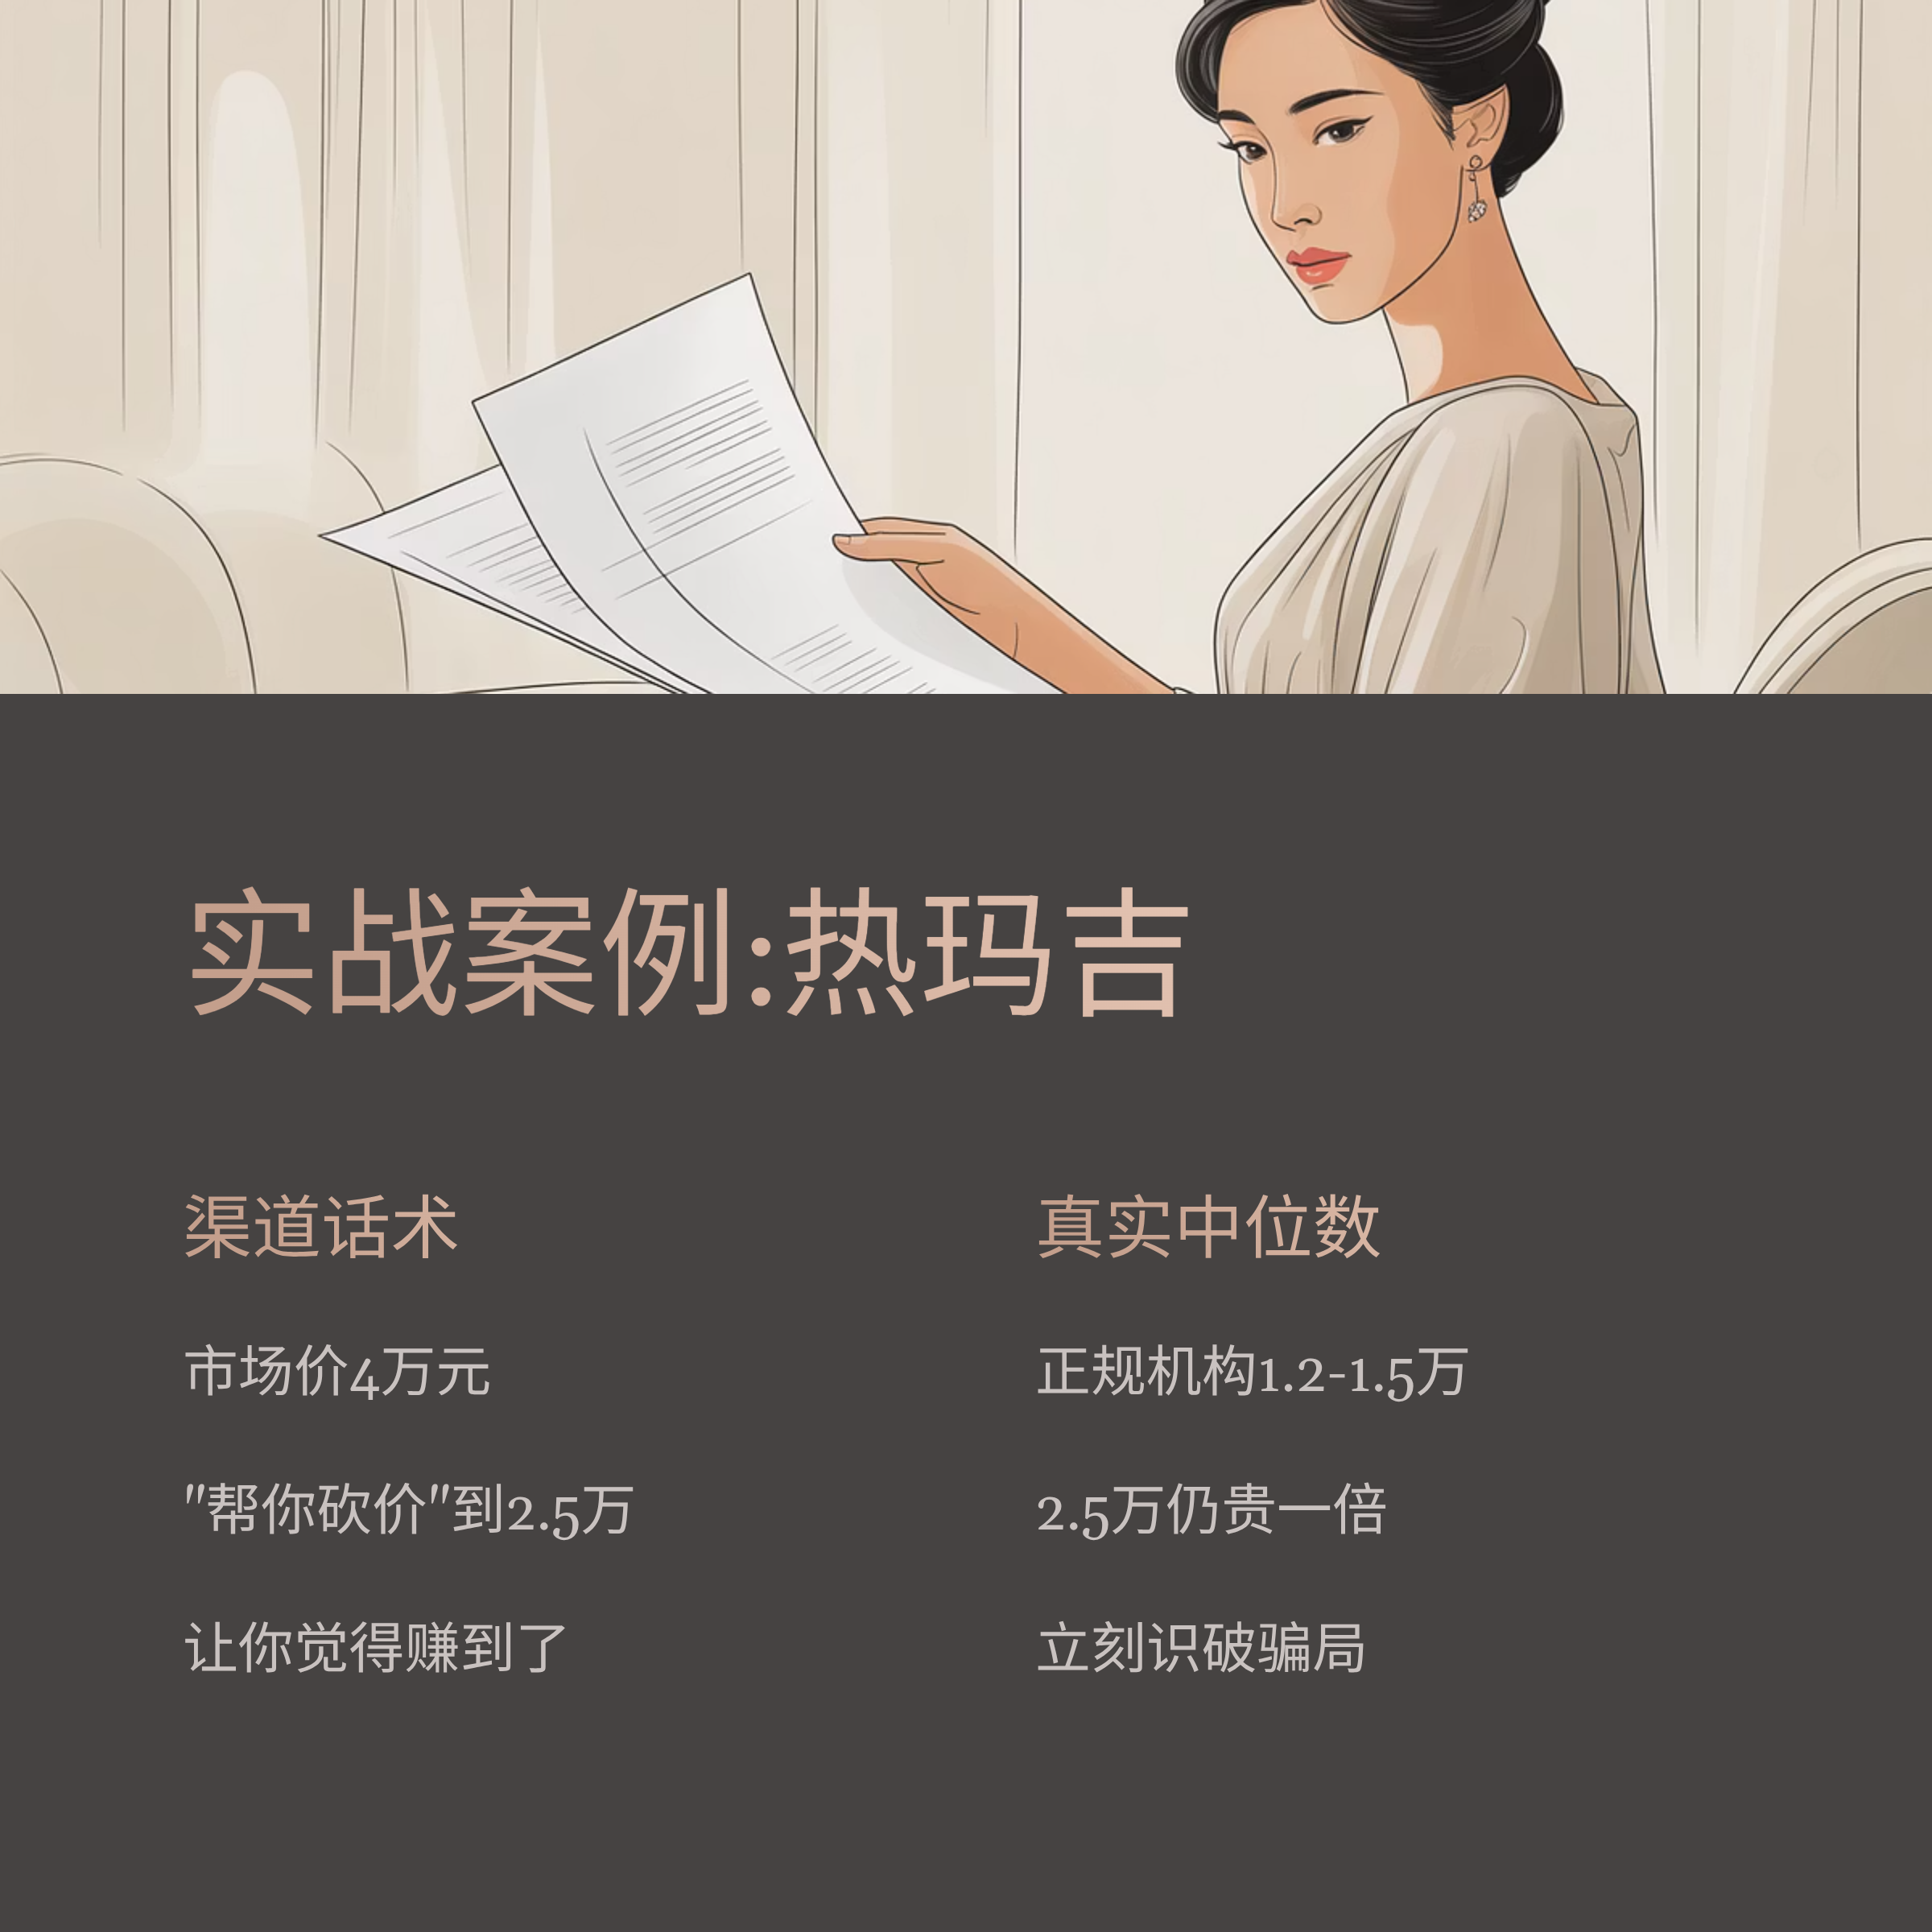 实战案例:热玛吉
渠道话术
市场价4万元
"帮你砍价"到2.5万
让你觉得赚到了
真实中位数
正规机构1.2-1.5万
2.5万仍贵一倍
立刻识破骗局